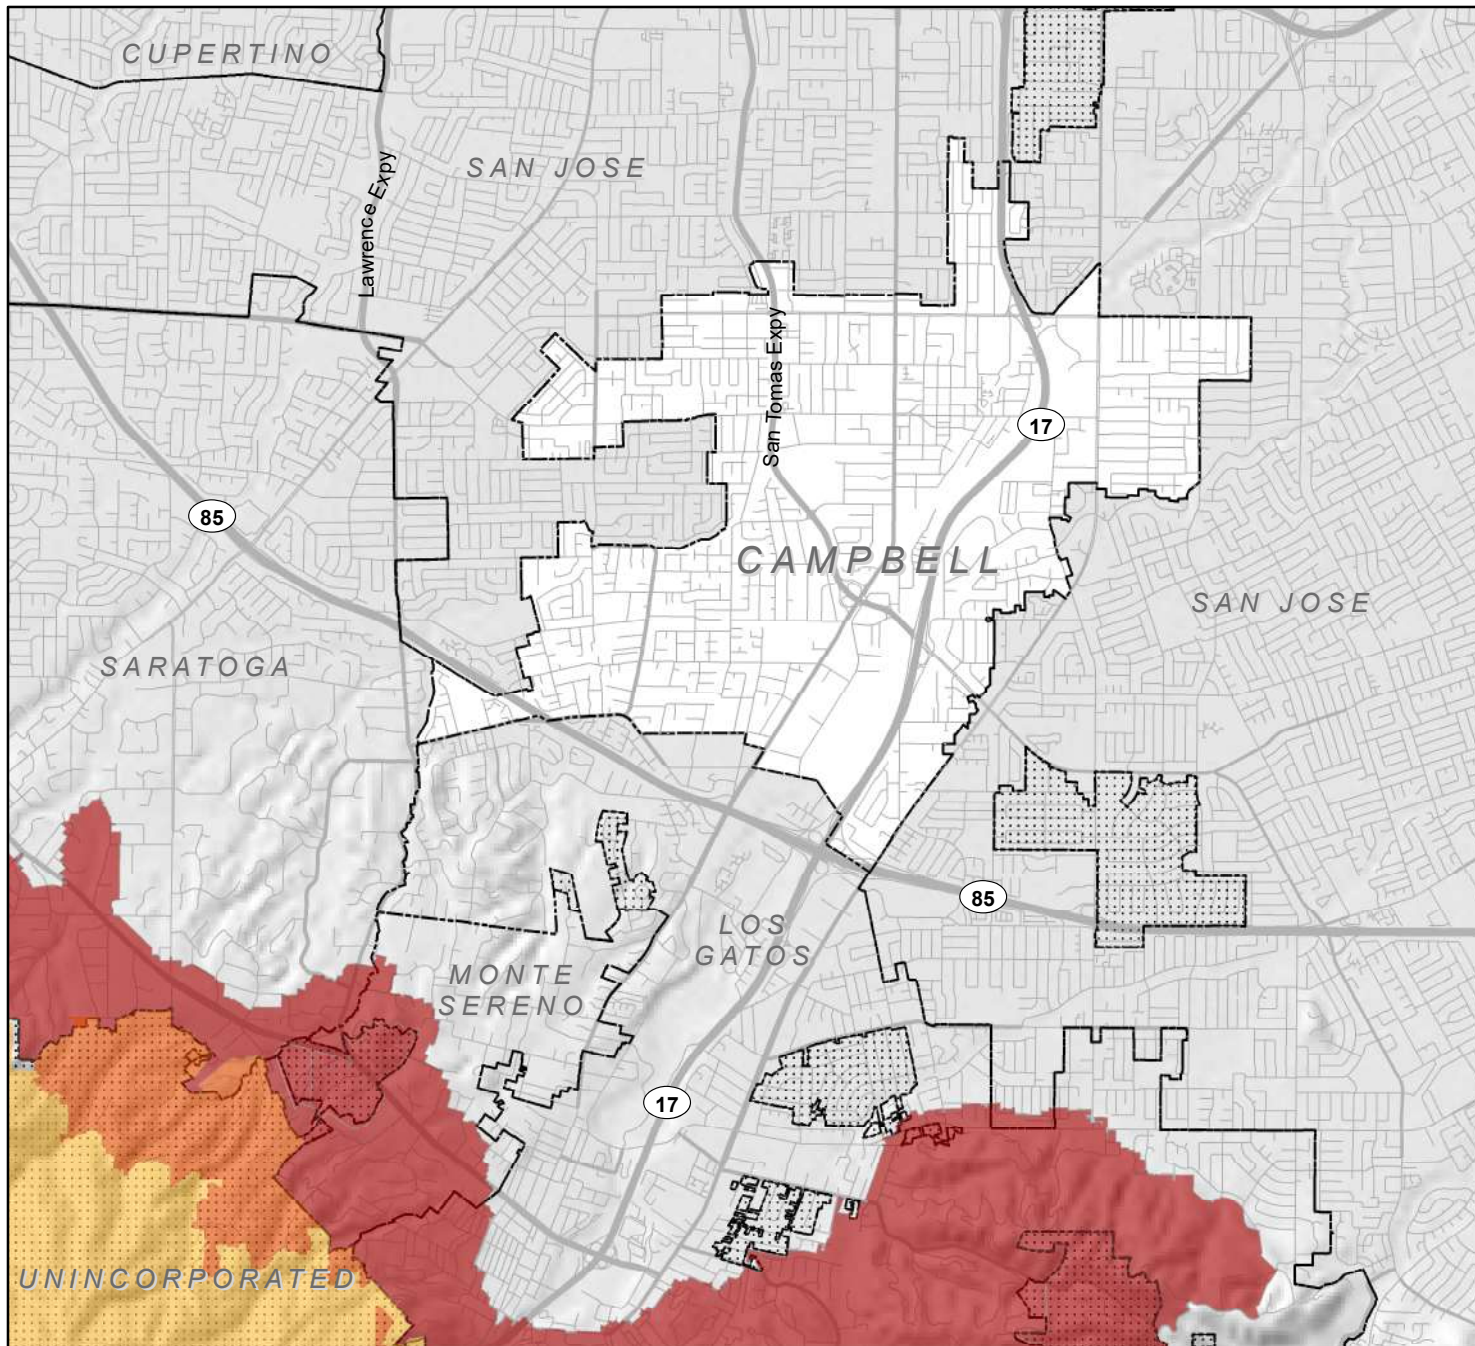 CUPERTINO
SAN JOSE
Lawrence Expy
San Tomas Expy
17
85
CAMPBELL
SAN JOSE
SARATOGA
85
LOS
GATOS
MONTE
SERENO
17
UNINCORPORATED